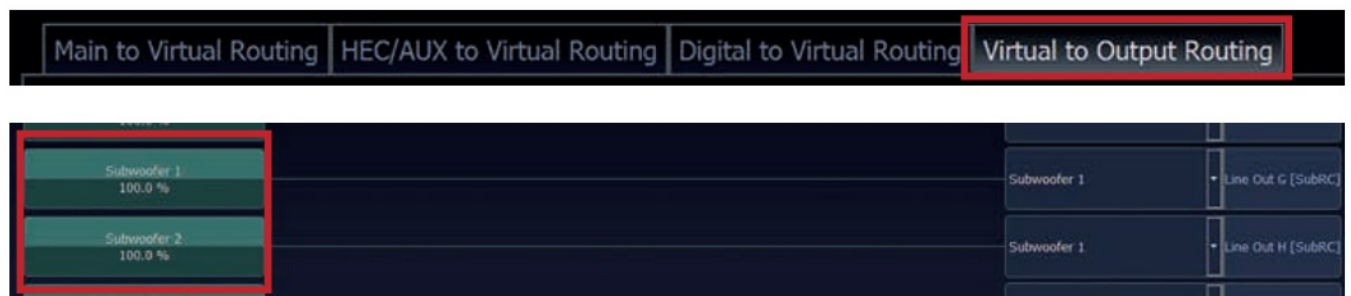 Main to Virtual Routing HEC/AUX to Virtual Routing Digital to Virtual Routing Virtual to Output Routing
Subwoofer 1
100.0 %
Subwoofer 1 Line Out G [SubRC]
Subwoofer 2
100.0 %
Subwoofer 1 Line Out H [SubRC]